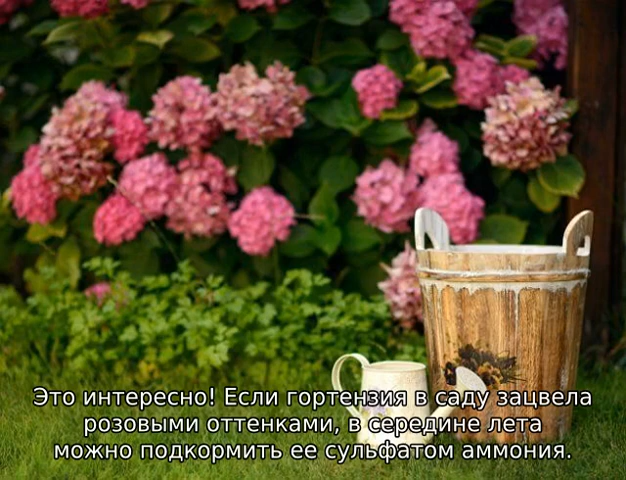 Это интересно! Если гортензия в саду зацвела
розовыми оттенками, в середине лета
можно подкормить ее сульфатом аммония.